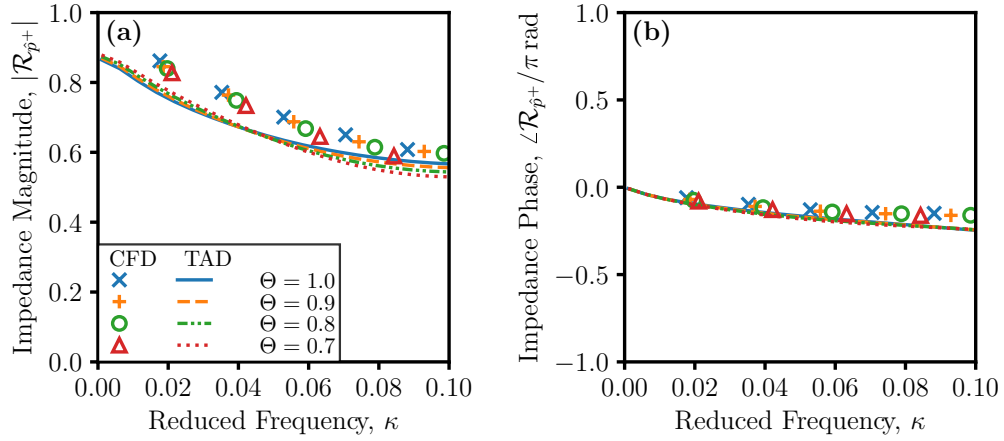 (a)
Impedance Magnitude, |ℛ_p̂⁺|
1.0
0.8
0.6
0.4
0.2
0.0
CFD TAD
Θ = 1.0
Θ = 0.9
Θ = 0.8
Θ = 0.7
0.00 0.02 0.04 0.06 0.08 0.10
Reduced Frequency, κ
(b)
Impedance Phase, ∠ℛ_p̂⁺/π rad
1.0
0.5
0.0
−0.5
−1.0
0.00 0.02 0.04 0.06 0.08 0.10
Reduced Frequency, κ